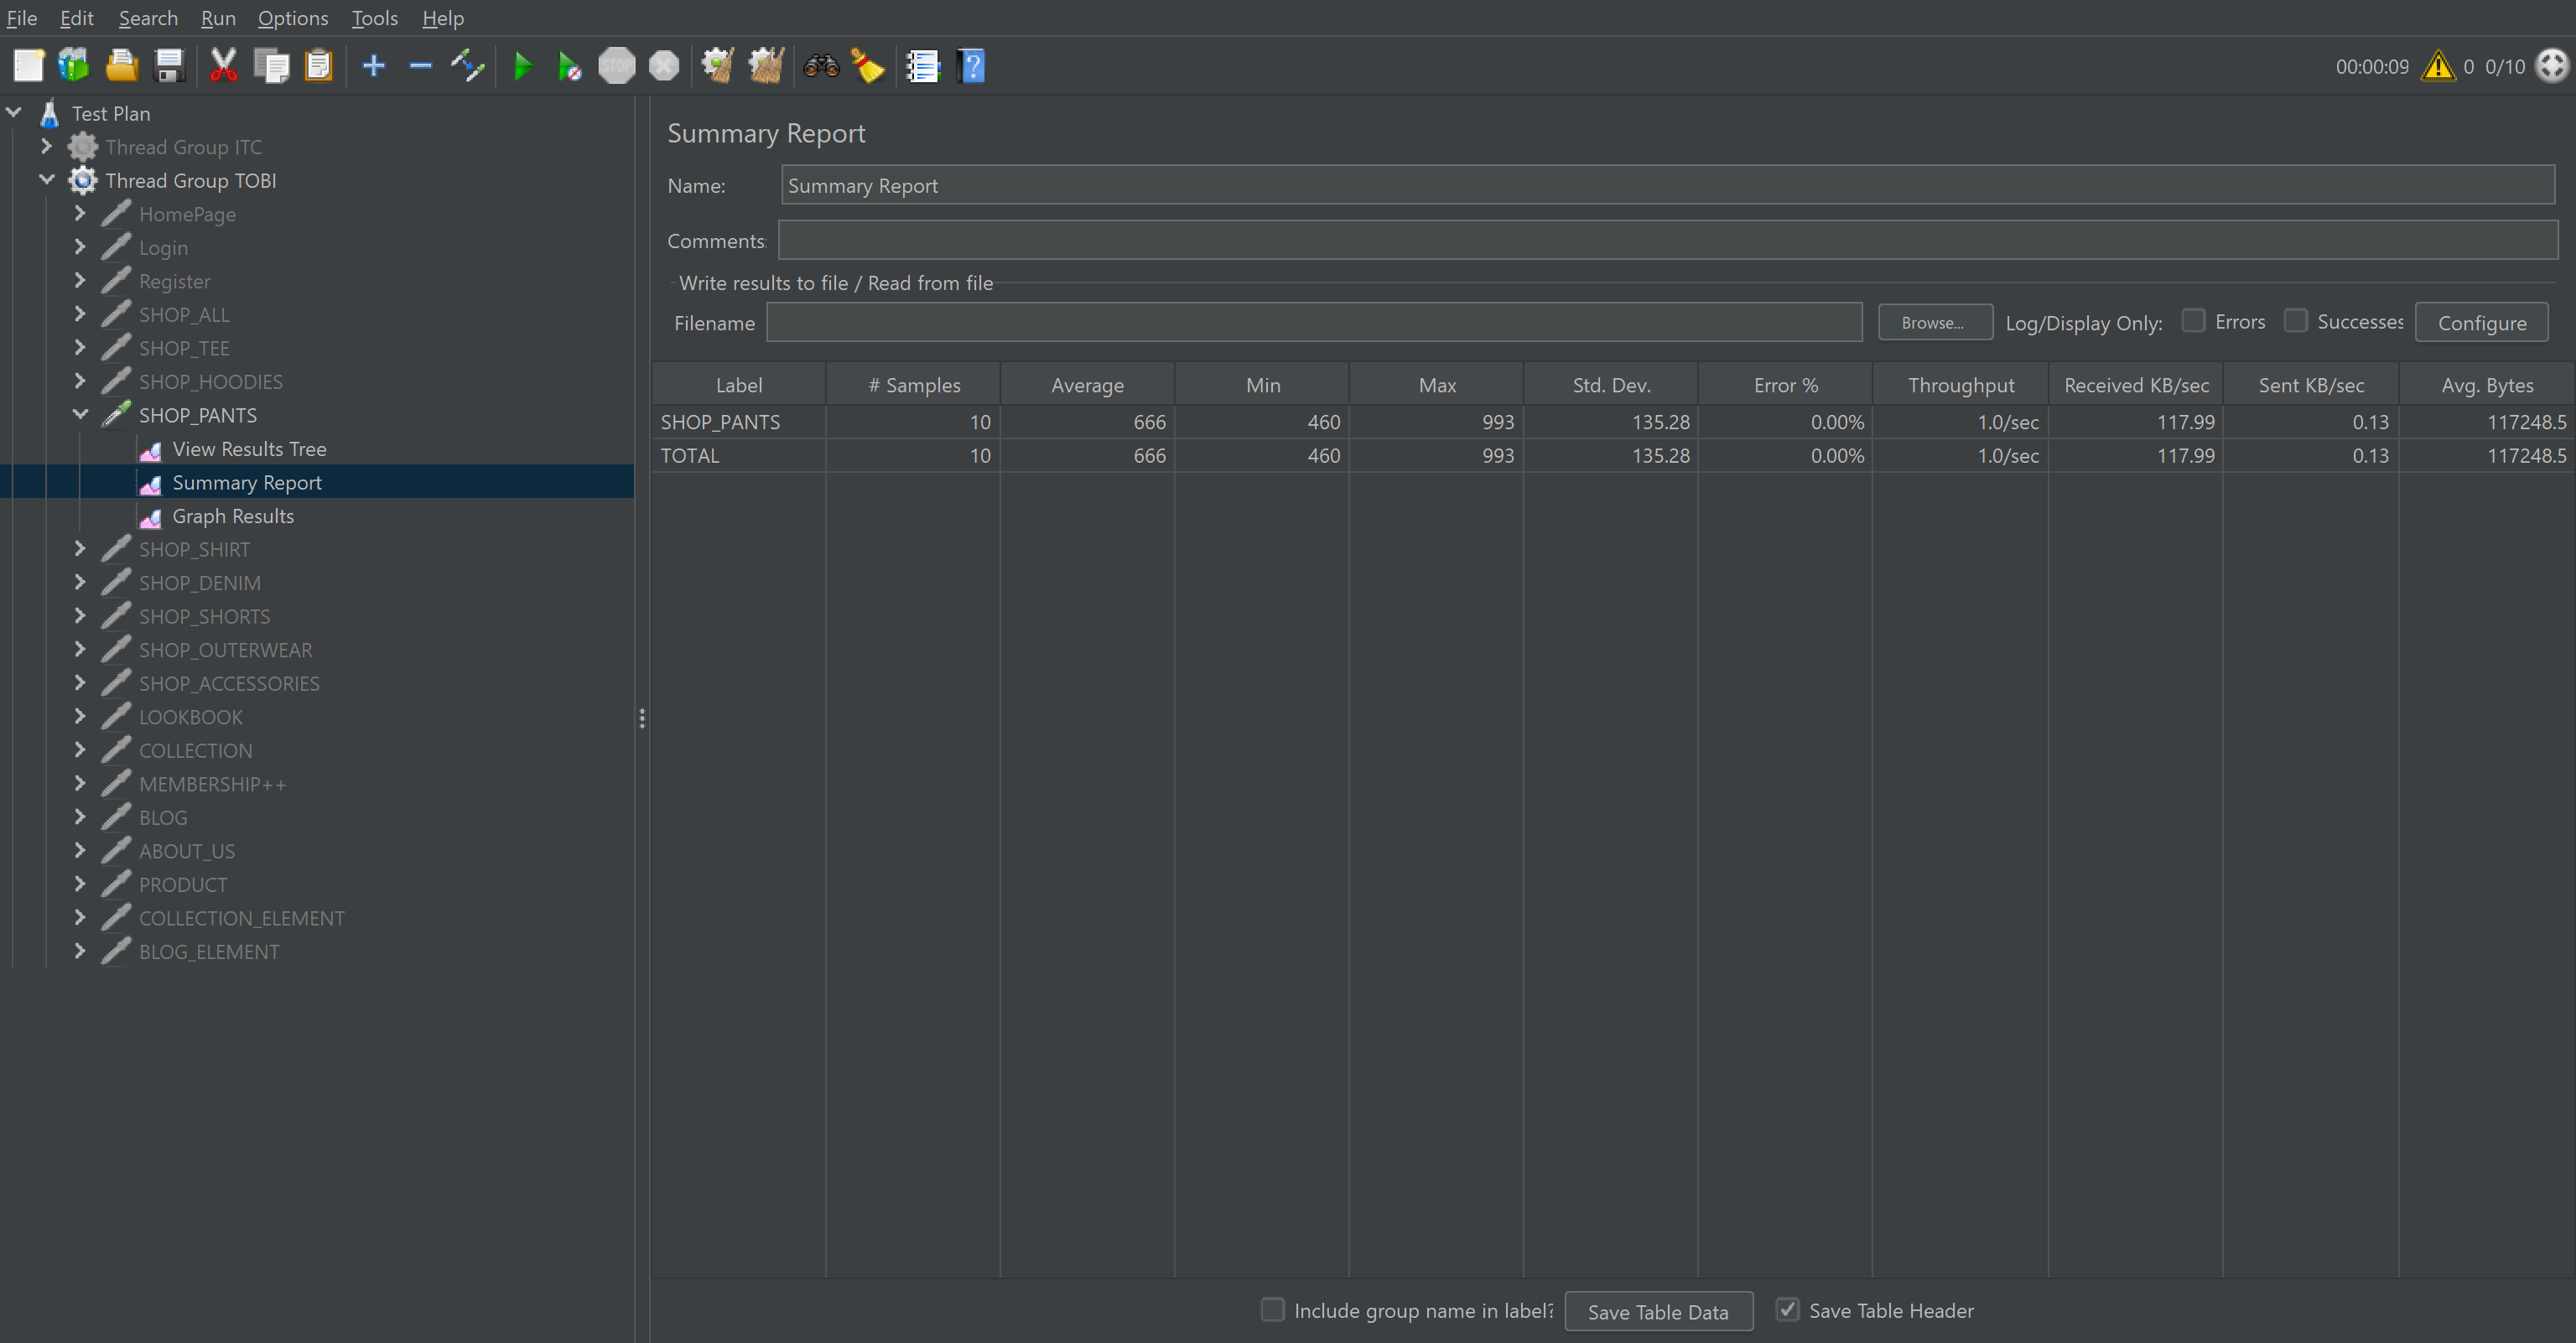 File Edit Search Run Options Tools Help
STOP
00:00:09 0 0/10
Test Plan
Thread Group ITC
Thread Group TOBI
HomePage
Login
Register
SHOP_ALL
SHOP_TEE
SHOP_HOODIES
SHOP_PANTS
View Results Tree
Summary Report
Graph Results
SHOP_SHIRT
SHOP_DENIM
SHOP_SHORTS
SHOP_OUTERWEAR
SHOP_ACCESSORIES
LOOKBOOK
COLLECTION
MEMBERSHIP++
BLOG
ABOUT_US
PRODUCT
COLLECTION_ELEMENT
BLOG_ELEMENT
Summary Report
Name: Summary Report
Comments:
Write results to file / Read from file
Filename Browse... Log/Display Only: Errors Successes Configure
Label # Samples Average Min Max Std. Dev. Error % Throughput Received KB/sec Sent KB/sec Avg. Bytes
SHOP_PANTS 10 666 460 993 135.28 0.00% 1.0/sec 117.99 0.13 117248.5
TOTAL 10 666 460 993 135.28 0.00% 1.0/sec 117.99 0.13 117248.5
Include group name in label? Save Table Data Save Table Header